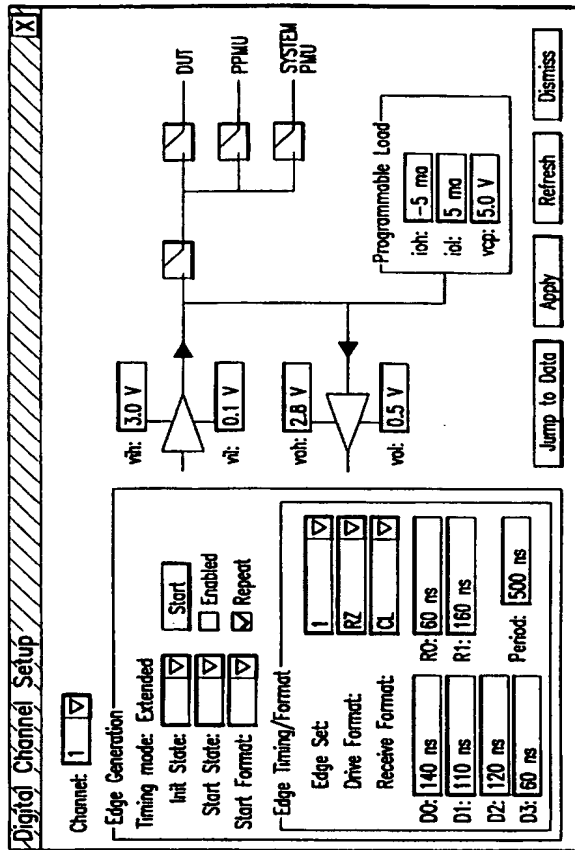 Digital Channel Setup X
Channel: 1
Edge Generation
Timing mode: Extended
Init State:
Start State:
Start Format:
Start
Enabled
Repeat
Edge Timing/Format
Edge Set: 1
Drive Format: RZ
Receive Format: CL
D0: 140 ns
D1: 110 ns
D2: 120 ns
D3: 60 ns
R0: 60 ns
R1: 160 ns
Period: 500 ns
vih: 3.0 V
vil: 0.1 V
voh: 2.8 V
vol: 0.5 V
DUT
PPMU
SYSTEM
PMU
Programmable Load
ioh: -5 ma
iol: 5 ma
vcp: 5.0 V
Jump to Data Apply Refresh Dismiss